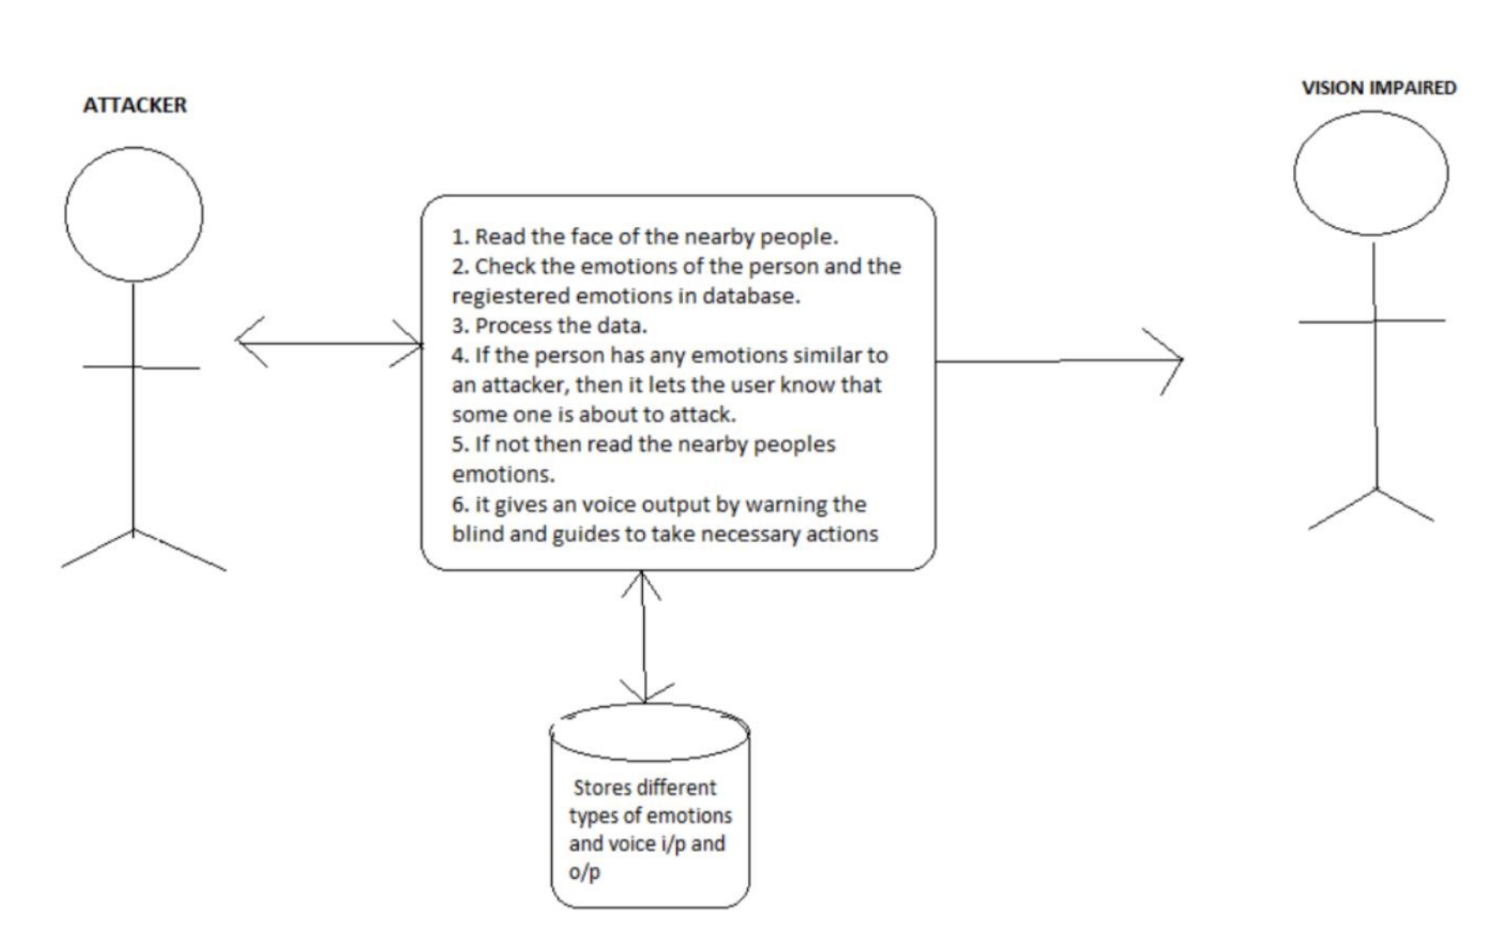 ATTACKER
VISION IMPAIRED
1. Read the face of the nearby people.
2. Check the emotions of the person and the
regiestered emotions in database.
3. Process the data.
4. If the person has any emotions similar to
an attacker, then it lets the user know that
some one is about to attack.
5. If not then read the nearby peoples
emotions.
6. it gives an voice output by warning the
blind and guides to take necessary actions
Stores different
types of emotions
and voice i/p and
o/p